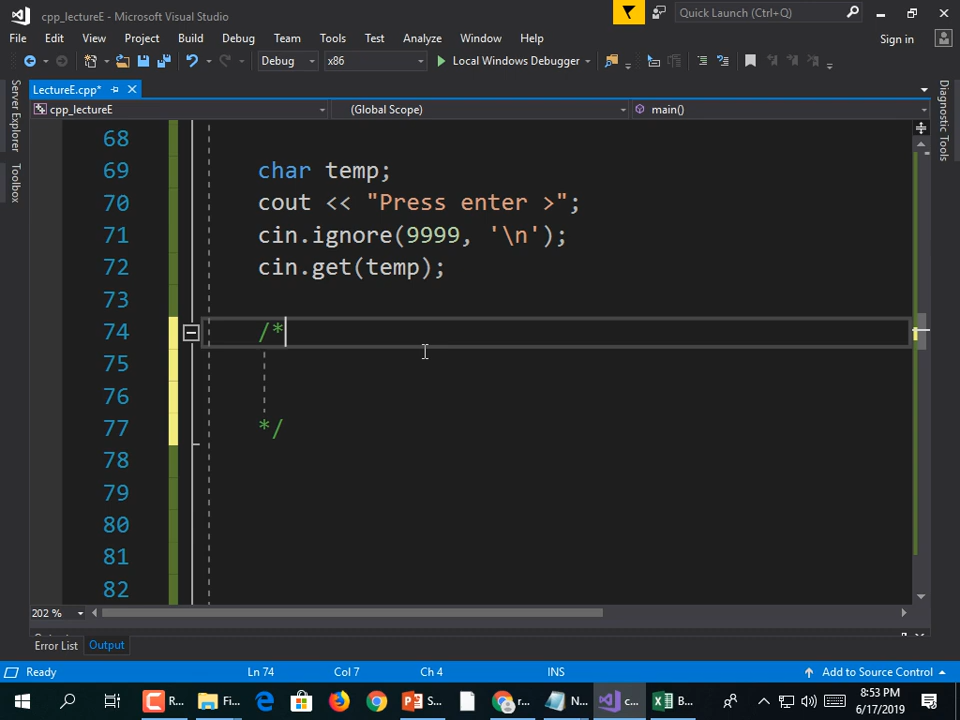 cpp_lectureE - Microsoft Visual Studio
Quick Launch (Ctrl+Q)
File Edit View Project Build Debug Team Tools Test Analyze Window Help Sign in
Debug x86 Local Windows Debugger
LectureE.cpp*
cpp_lectureE (Global Scope) main()
Server Explorer
Toolbox
Diagnostic Tools
68
69 char temp;
70 cout << "Press enter >";
71 cin.ignore(9999, '\n');
72 cin.get(temp);
73
74 /*
75
76
77 */
78
79
80
81
82
202 %
Error List Output
Ready Ln 74 Col 7 Ch 4 INS Add to Source Control
R... Fi... S... r... N... c... B... 8:53 PM
6/17/2019